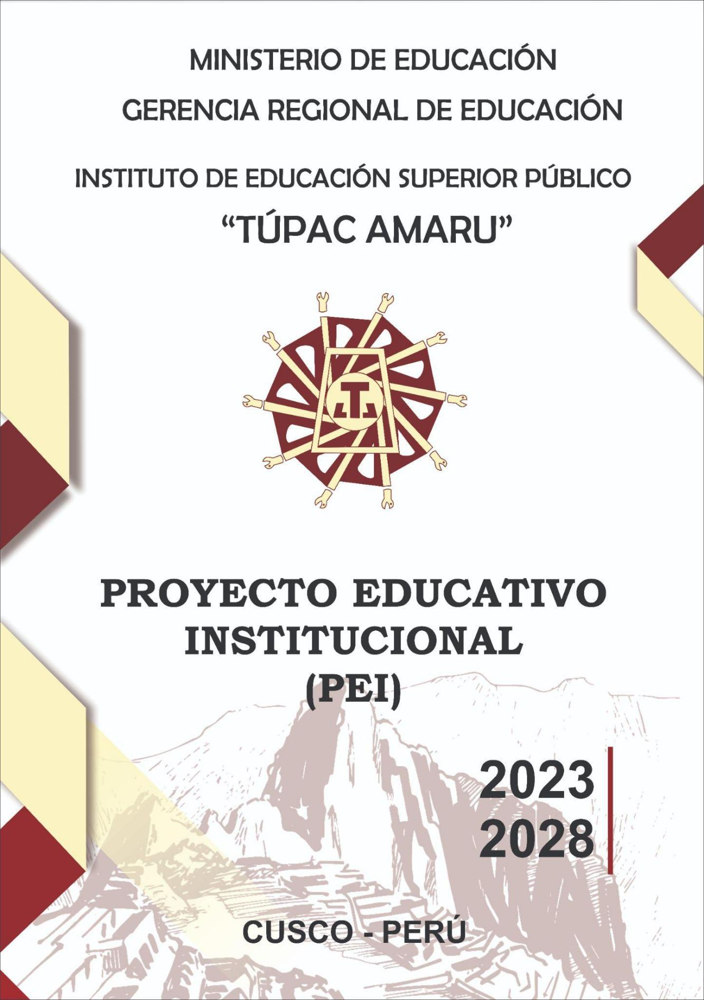 MINISTERIO DE EDUCACIÓN
GERENCIA REGIONAL DE EDUCACIÓN
INSTITUTO DE EDUCACIÓN SUPERIOR PÚBLICO
“TÚPAC AMARU”
TTA
PROYECTO EDUCATIVO
INSTITUCIONAL
(PEI)
2023
2028
CUSCO - PERÚ